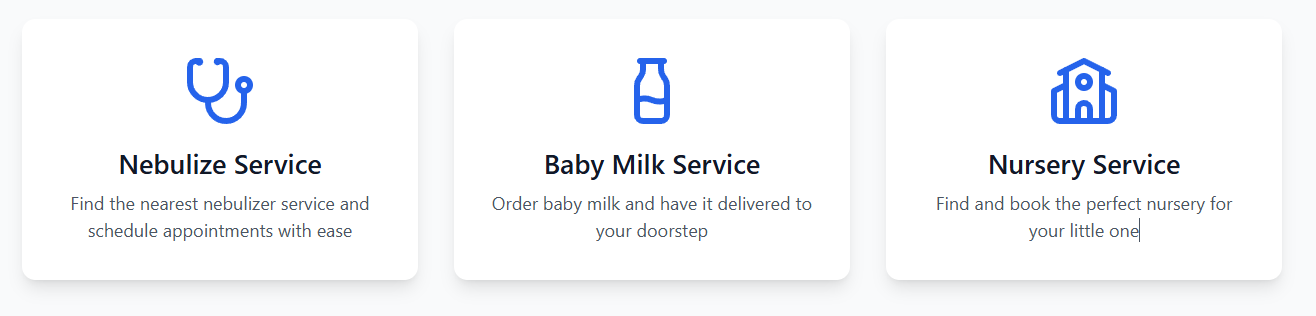 Nebulize Service
Find the nearest nebulizer service and
schedule appointments with ease
Baby Milk Service
Order baby milk and have it delivered to
your doorstep
Nursery Service
Find and book the perfect nursery for
your little one